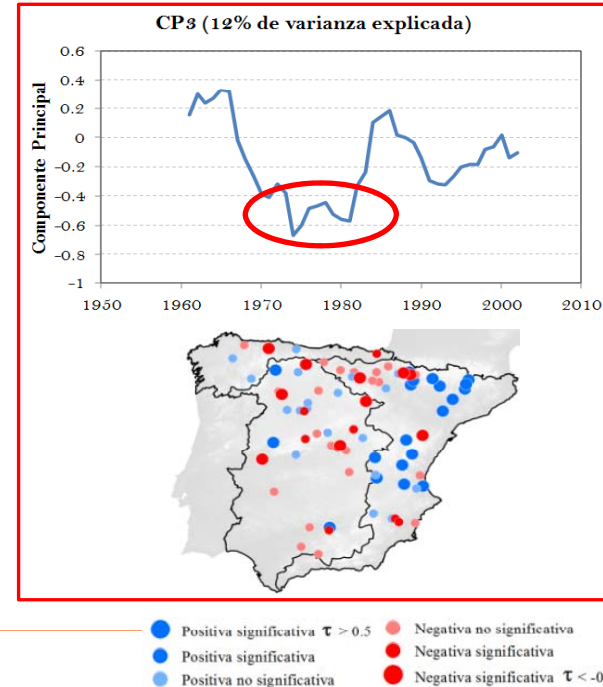 CP3 (12% de varianza explicada)
Componente Principal
0.6
0.4
0.2
0
-0.2
-0.4
-0.6
-0.8
-1
1950 1960 1970 1980 1990 2000 2010
Positiva significativa τ > 0.5
Positiva significativa
Positiva no significativa
Negativa no significativa
Negativa significativa
Negativa significativa τ < -0